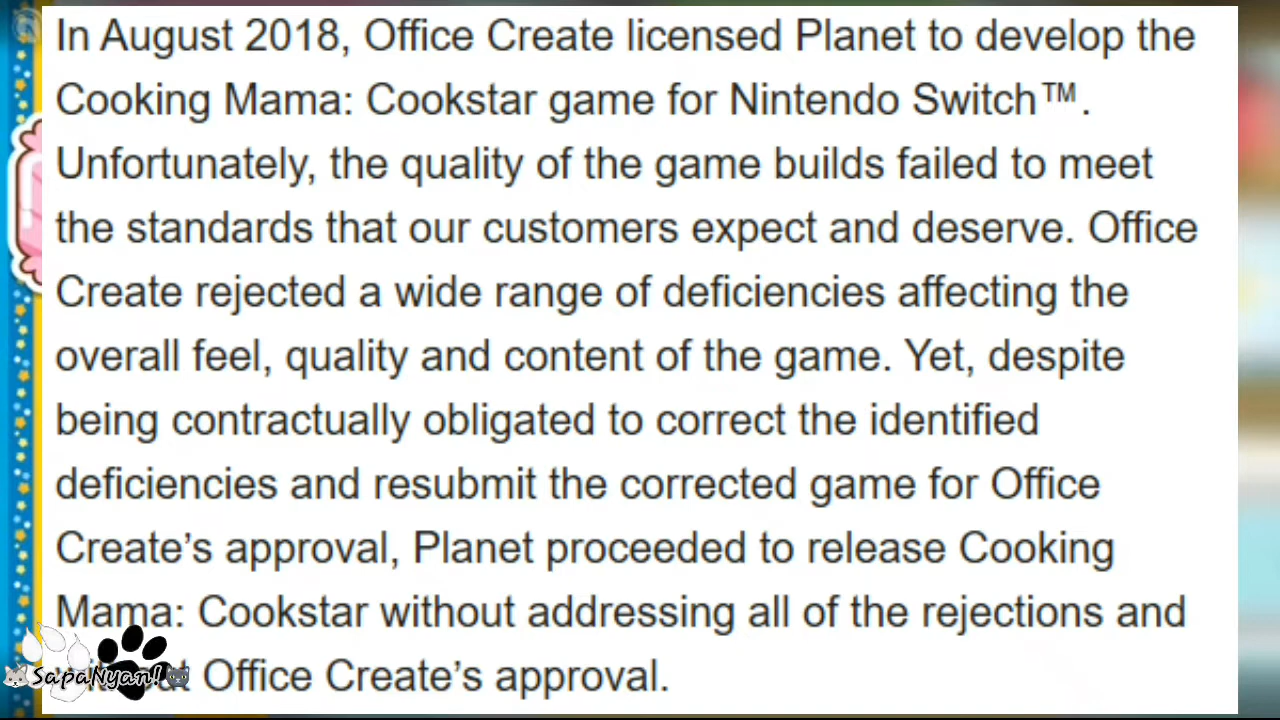 In August 2018, Office Create licensed Planet to develop the
Cooking Mama: Cookstar game for Nintendo Switch™.
Unfortunately, the quality of the game builds failed to meet
the standards that our customers expect and deserve. Office
Create rejected a wide range of deficiencies affecting the
overall feel, quality and content of the game. Yet, despite
being contractually obligated to correct the identified
deficiencies and resubmit the corrected game for Office
Create’s approval, Planet proceeded to release Cooking
Mama: Cookstar without addressing all of the rejections and
Office Create’s approval.
SapaNyan!